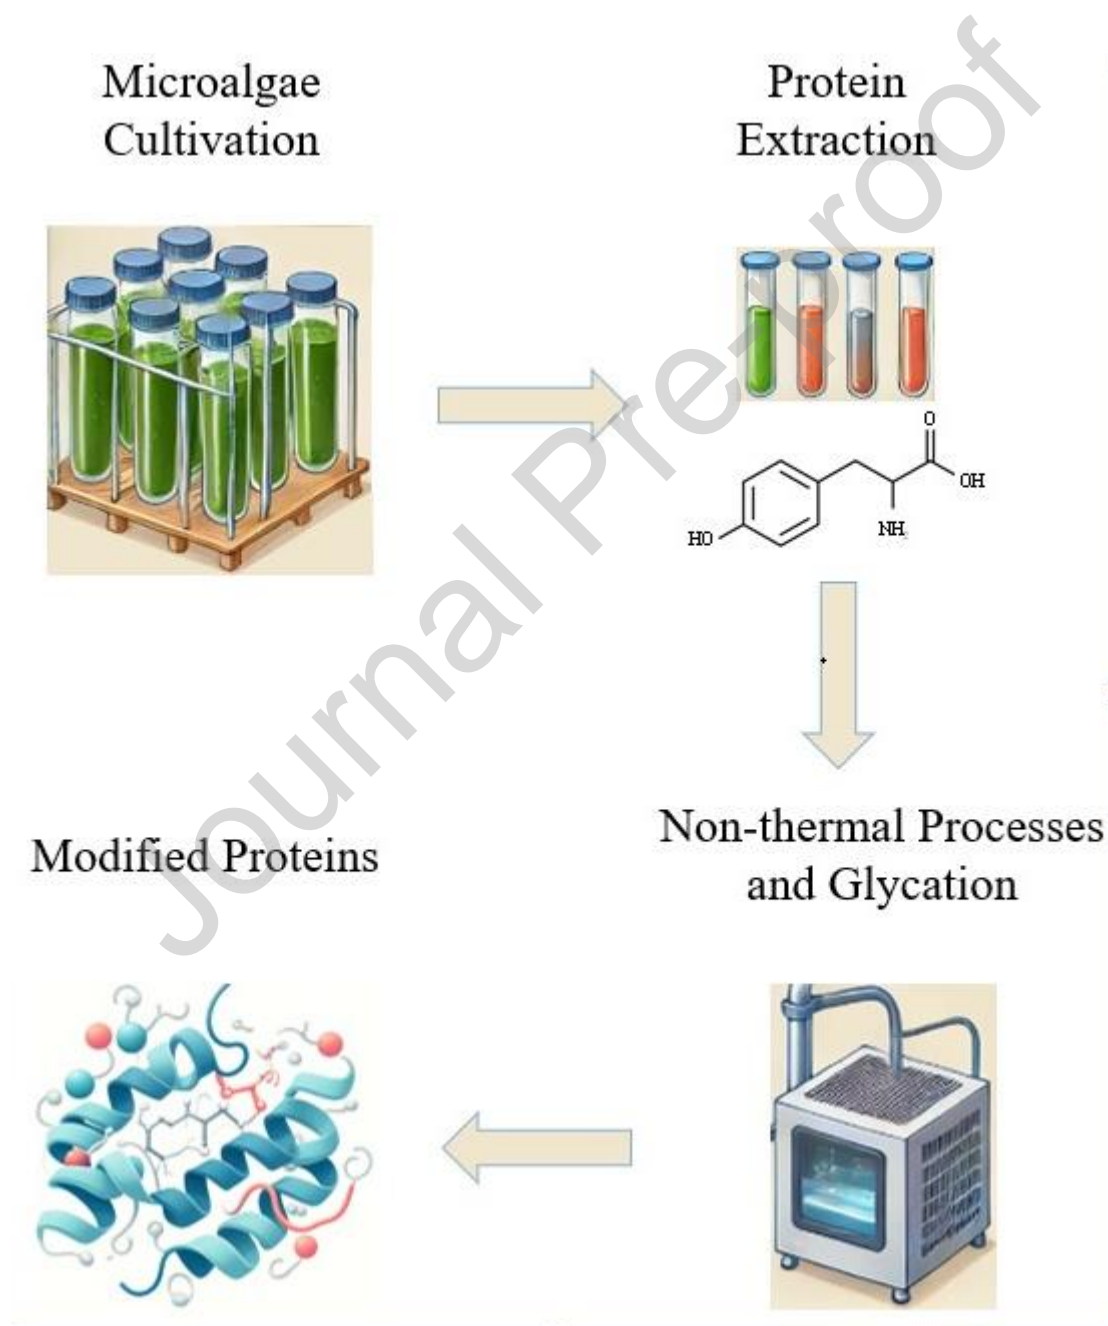 Microalgae
Cultivation
Protein
Extraction
O
OH
NH
HO
Journal Pre-proof
Non-thermal Processes
and Glycation
Modified Proteins